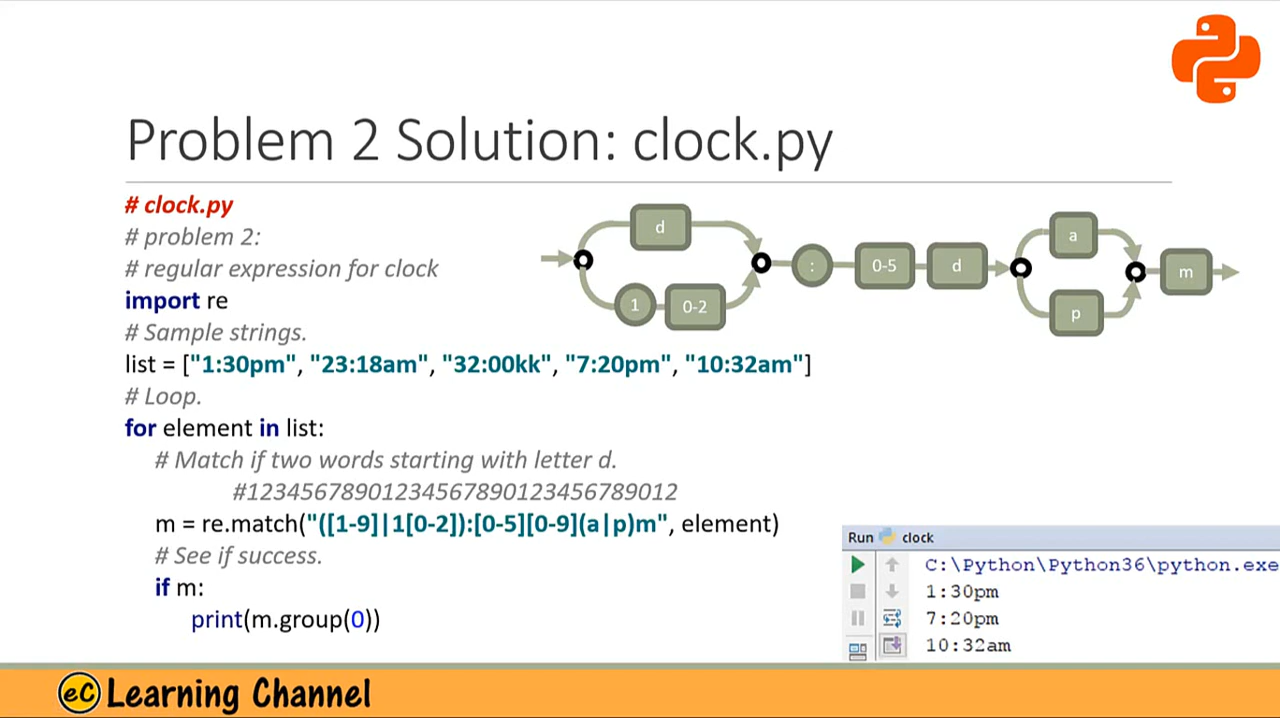 Problem 2 Solution: clock.py
# clock.py
# problem 2:
# regular expression for clock
import re
# Sample strings.
list = ["1:30pm", "23:18am", "32:00kk", "7:20pm", "10:32am"]
# Loop.
for element in list:
# Match if two words starting with letter d.
#12345678901234567890123456789012
m = re.match("([1-9]|1[0-2]):[0-5][0-9](a|p)m", element)
# See if success.
if m:
print(m.group(0))
d
1
0-2
:
0-5
d
a
p
m
Run clock
C:\Python\Python36\python.exe
1:30pm
7:20pm
10:32am
eC Learning Channel